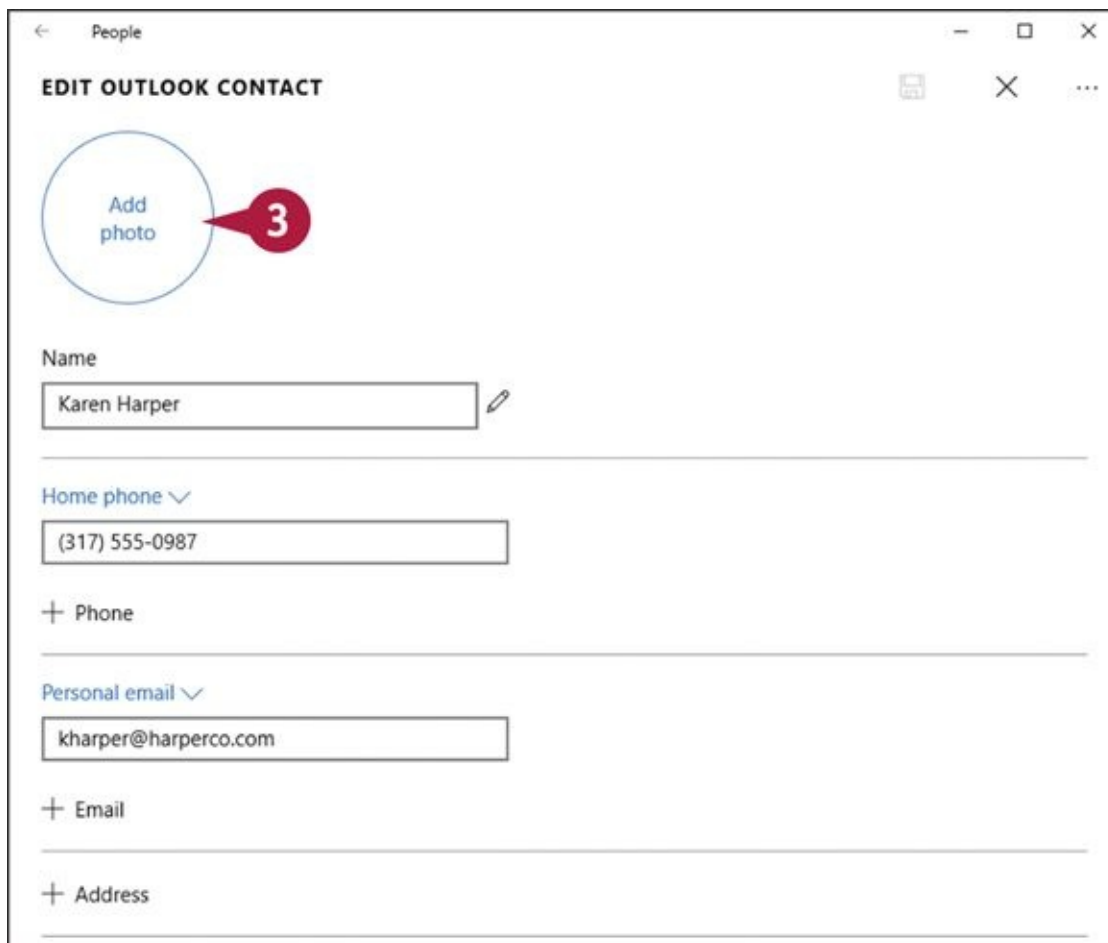 People
EDIT OUTLOOK CONTACT
Add
photo
3
Name
Karen Harper
Home phone
(317) 555-0987
+ Phone
Personal email
kharper@harperco.com
+ Email
+ Address